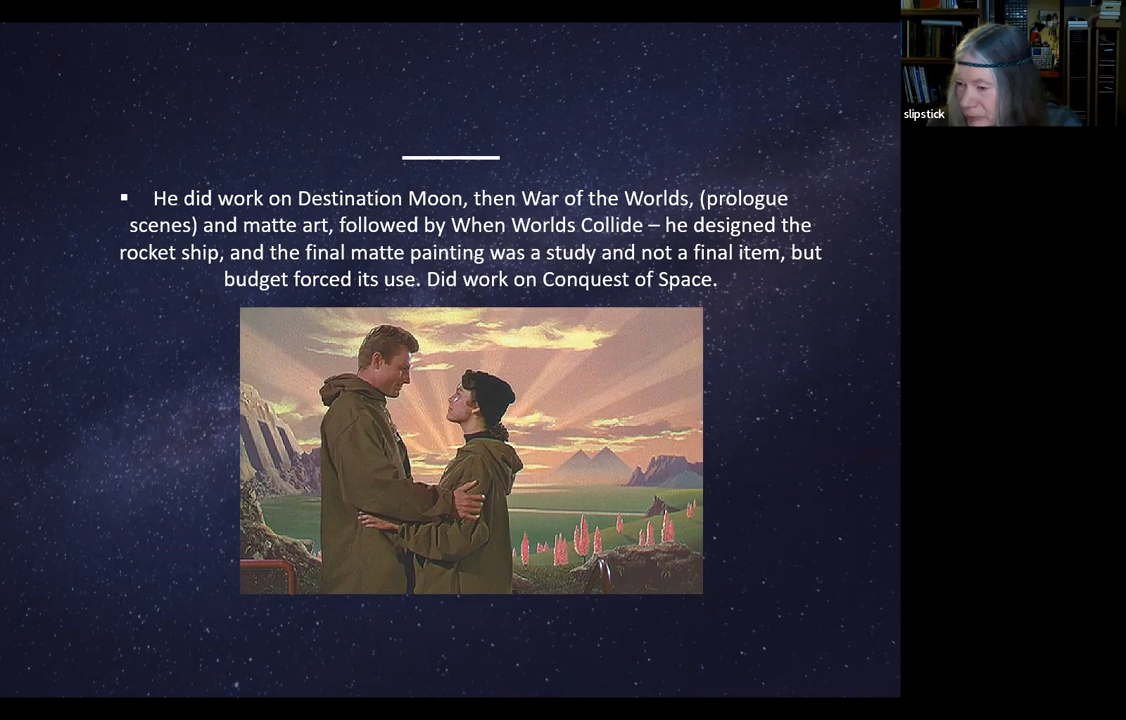 ▪ He did work on Destination Moon, then War of the Worlds, (prologue
scenes) and matte art, followed by When Worlds Collide – he designed the
rocket ship, and the final matte painting was a study and not a final item, but
budget forced its use. Did work on Conquest of Space.
slipstick